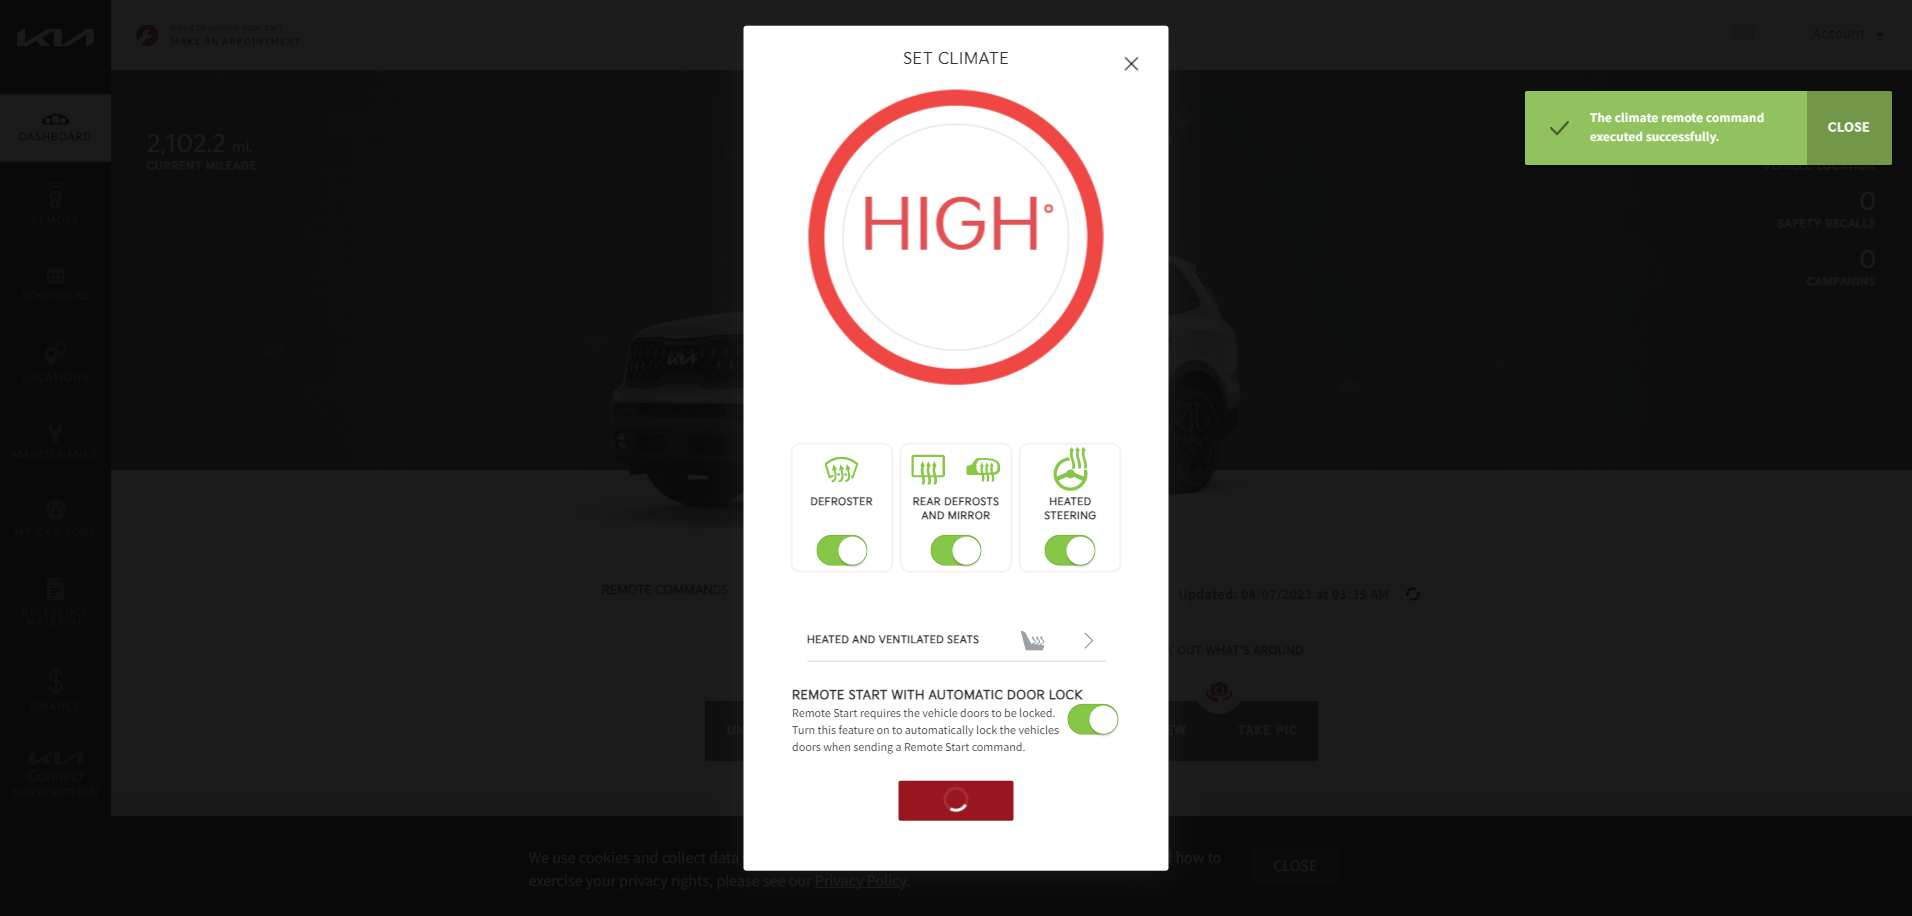 KIA
Need to service your car?
MAKE AN APPOINTMENT
Account
DASHBOARD
REMOTE
SCHEDULES
LOCATIONS
MAINTENANCE
MY CAR ZONE
REFERENCE
MATERIAL
FINANCE
KIA
Connect
SUBSCRIPTION
2,102.2 mi.
CURRENT MILEAGE
SET CLIMATE
HIGH°
DEFROSTER
REAR DEFROSTS
AND MIRROR
HEATED
STEERING
HEATED AND VENTILATED SEATS
REMOTE START WITH AUTOMATIC DOOR LOCK
Remote Start requires the vehicle doors to be locked.
Turn this feature on to automatically lock the vehicles
doors when sending a Remote Start command.
The climate remote command
executed successfully.
CLOSE
VEHICLE LOCATION
0
SAFETY RECALLS
0
CAMPAIGNS
KIA
REMOTE COMMANDS
Updated: 04/07/2023 at 03:35 AM
OUT WHAT'S AROUND
TAKE PIC
We use cookies and collect data
how to
exercise your privacy rights, please see our Privacy Policy.
CLOSE